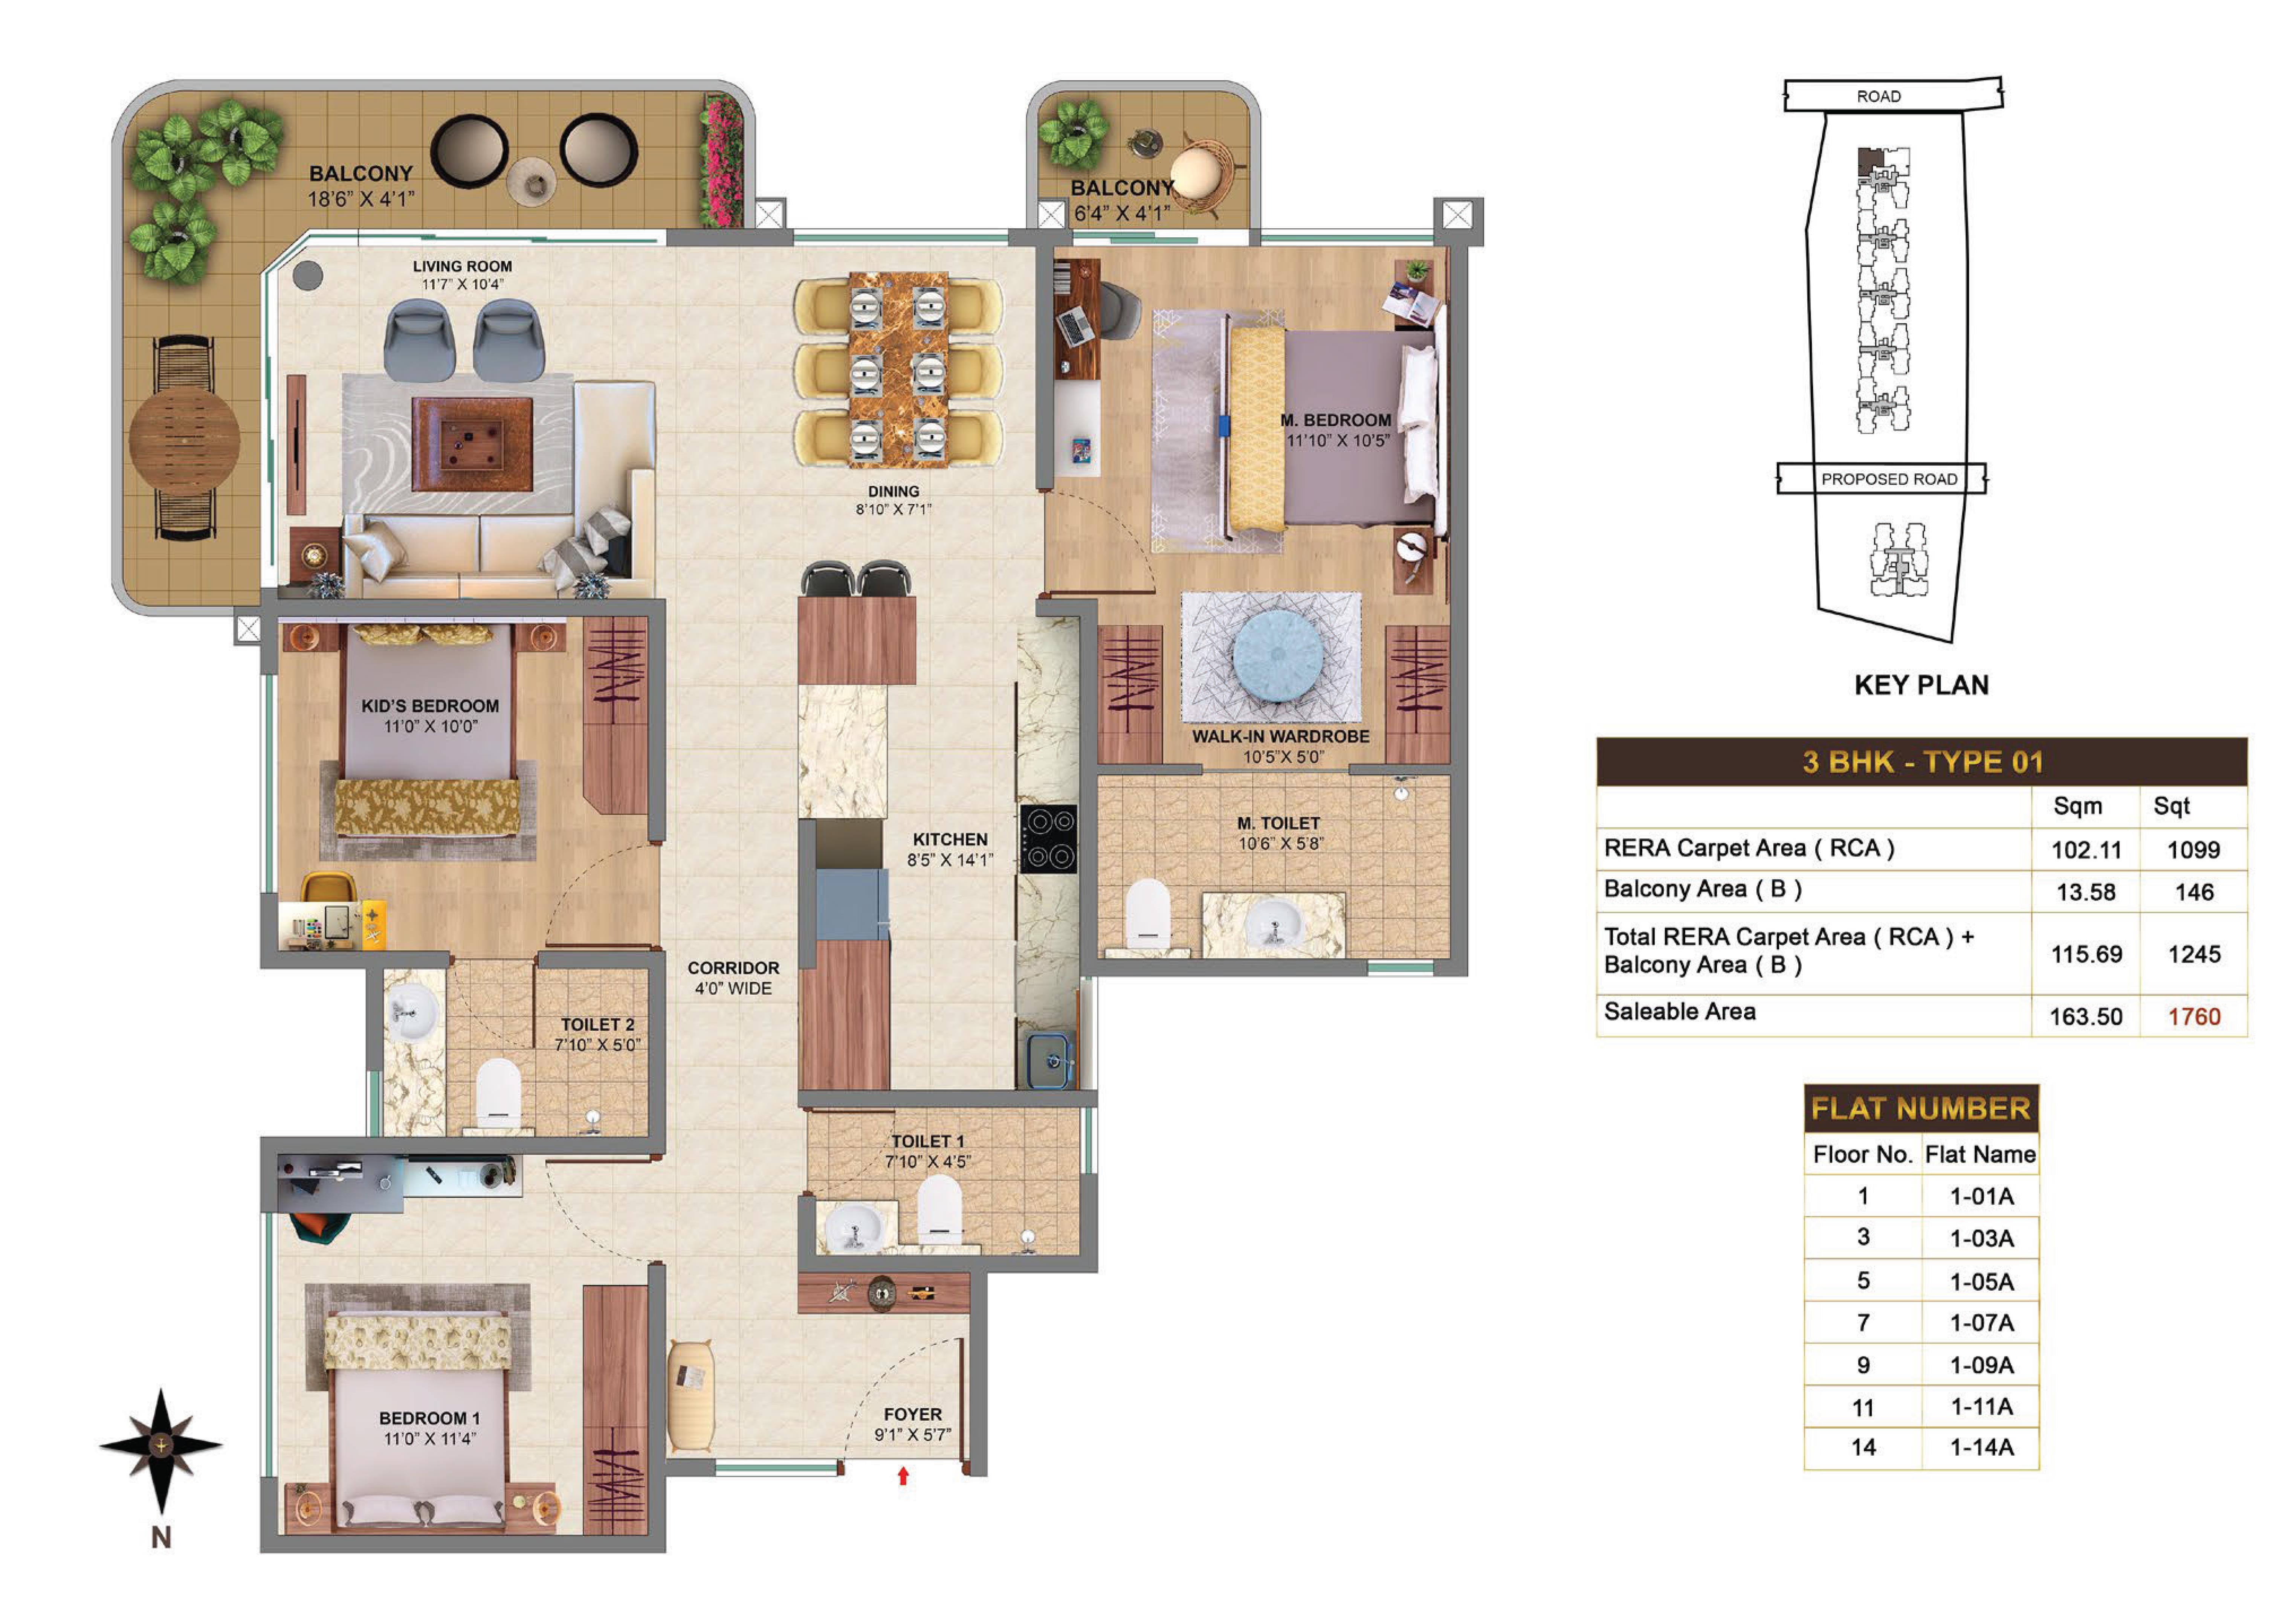 BALCONY
18'6" X 4'1"
BALCONY
6'4" X 4'1"
LIVING ROOM
11'7" X 10'4"
DINING
8'10" X 7'1"
M. BEDROOM
11'10" X 10'5"
KID'S BEDROOM
11'0" X 10'0"
WALK-IN WARDROBE
10'5"X 5'0"
KITCHEN
8'5" X 14'1"
M. TOILET
10'6" X 5'8"
CORRIDOR
4'0" WIDE
TOILET 2
7'10" X 5'0"
TOILET 1
7'10" X 4'5"
BEDROOM 1
11'0" X 11'4"
FOYER
9'1" X 5'7"
N
ROAD
PROPOSED ROAD
KEY PLAN
3 BHK - TYPE 01
Sqm Sqt
RERA Carpet Area ( RCA ) 102.11 1099
Balcony Area ( B ) 13.58 146
Total RERA Carpet Area ( RCA ) +
Balcony Area ( B ) 115.69 1245
Saleable Area 163.50 1760
FLAT NUMBER
Floor No. Flat Name
1 1-01A
3 1-03A
5 1-05A
7 1-07A
9 1-09A
11 1-11A
14 1-14A